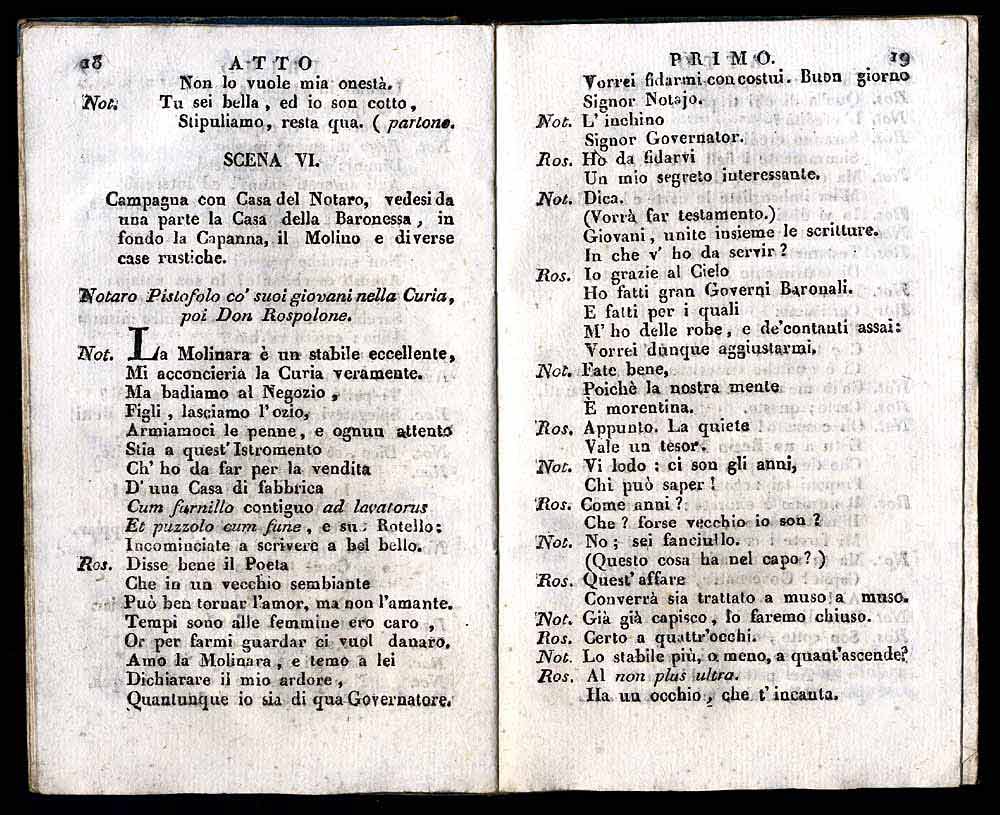 18 ATTO
Non lo vuole mia onestà.
Not. Tu sei bella, ed io son cotto,
Stipuliamo, resta qua. ( partono.
SCENA VI.
Campagna con Casa del Notaro, vedesi da
una parte la Casa della Baronessa, in
fondo la Capanna, il Molino e diverse
case rustiche.
Notaro Pistofolo co' suoi giovani nella Curia,
poi Don Rospolone.
Not. La Molinara è un stabile eccellente,
Mi acconcieria la Curia veramente.
Ma badiamo al Negozio,
Figli, lasciamo l'ozio,
Armiamoci le penne, e ognun attento
Stia a quest' Istromento
Ch' ho da far per la vendita
D' una Casa di fabbrica
Cum furnillo contiguo ad lavatorus
Et puzzolo cum fune, e su: Rotello:
Incominciate a scrivere a bel bello.
Ros. Disse bene il Poeta
Che in un vecchio sembiante
Può ben tornar l'amor, ma non l'amante.
Tempi sono alle femmine ero caro,
Or per farmi guardar ci vuol danaro.
Amo la Molinara, e temo a lei
Dichiarare il mio ardore,
Quantunque io sia di qua Governatore.
PRIMO. 19
Vorrei fidarmi con costui. Buon giorno
Signor Notajo.
Not. L' inchino
Signor Governator.
Ros. Ho da fidarvi
Un mio segreto interessante.
Not. Dica.
(Vorrà far testamento.)
Giovani, unite insieme le scritture.
In che v' ho da servir?
Ros. Io grazie al Cielo
Ho fatti gran Governi Baronali.
E fatti per i quali
M' ho delle robe, e de' contanti assai:
Vorrei dunque aggiustarmi.
Not. Fate bene,
Poichè la nostra mente
È morentina.
Ros. Appunto. La quiete
Vale un tesor.
Not. Vi lodo: ci son gli anni,
Chi può saper!
Ros. Come anni?
Che? forse vecchio io son?
Not. No; sei fanciullo.
(Questo cosa ha nel capo?)
Ros. Quest' affare
Converrà sia trattato a muso a muso.
Not. Già già capisco, lo faremo chiuso.
Ros. Certo a quattr'occhi.
Not. Lo stabile più, o meno, a quant'ascende?
Ros. Al non plus ultra.
Ha un occhio, che t' incanta.